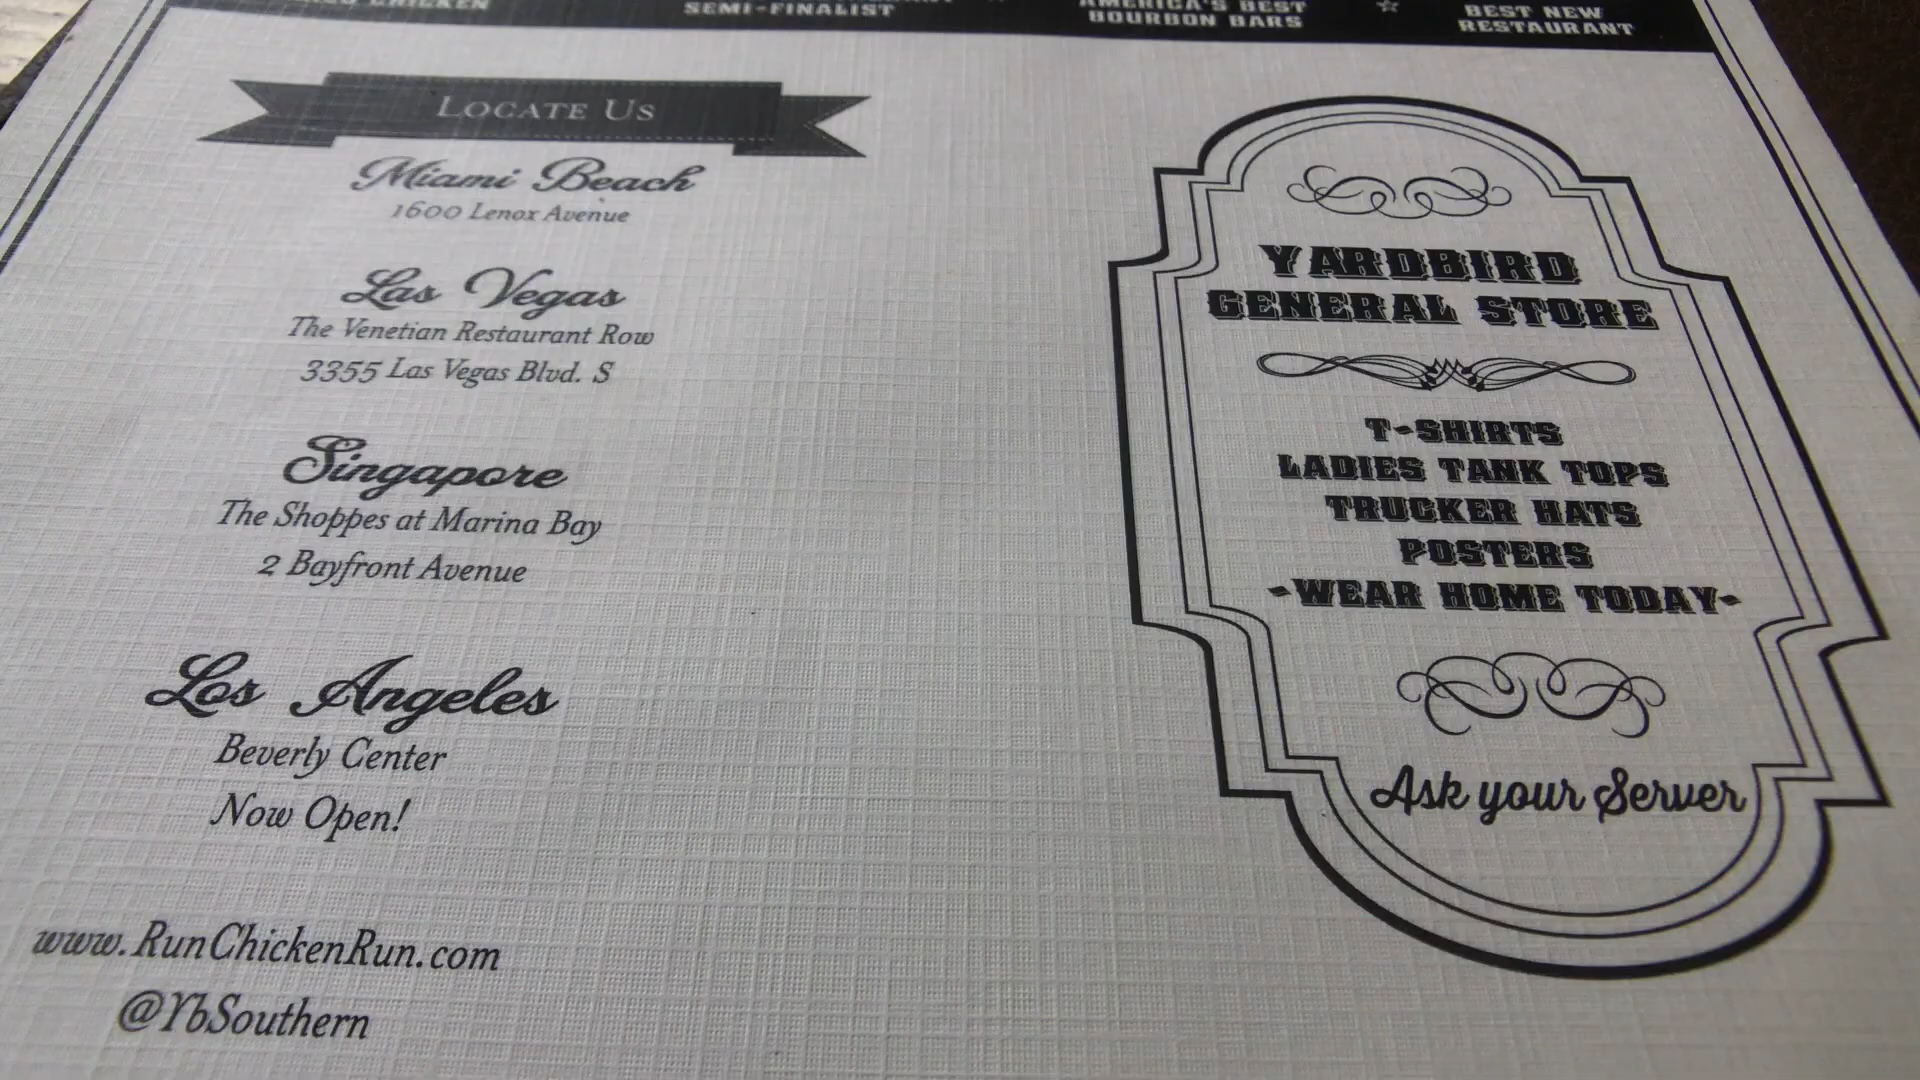 CHICKEN
SEMI-FINALIST
AMERICA'S BEST
BOURBON BARS
BEST NEW
RESTAURANT
LOCATE US
Miami Beach
1600 Lenox Avenue
Las Vegas
The Venetian Restaurant Row
3355 Las Vegas Blvd. S
Singapore
The Shoppes at Marina Bay
2 Bayfront Avenue
Los Angeles
Beverly Center
Now Open!
www.RunChickenRun.com
@YbSouthern
YARDBIRD
GENERAL STORE
T-SHIRTS
LADIES TANK TOPS
TRUCKER HATS
POSTERS
-WEAR HOME TODAY-
Ask your Server